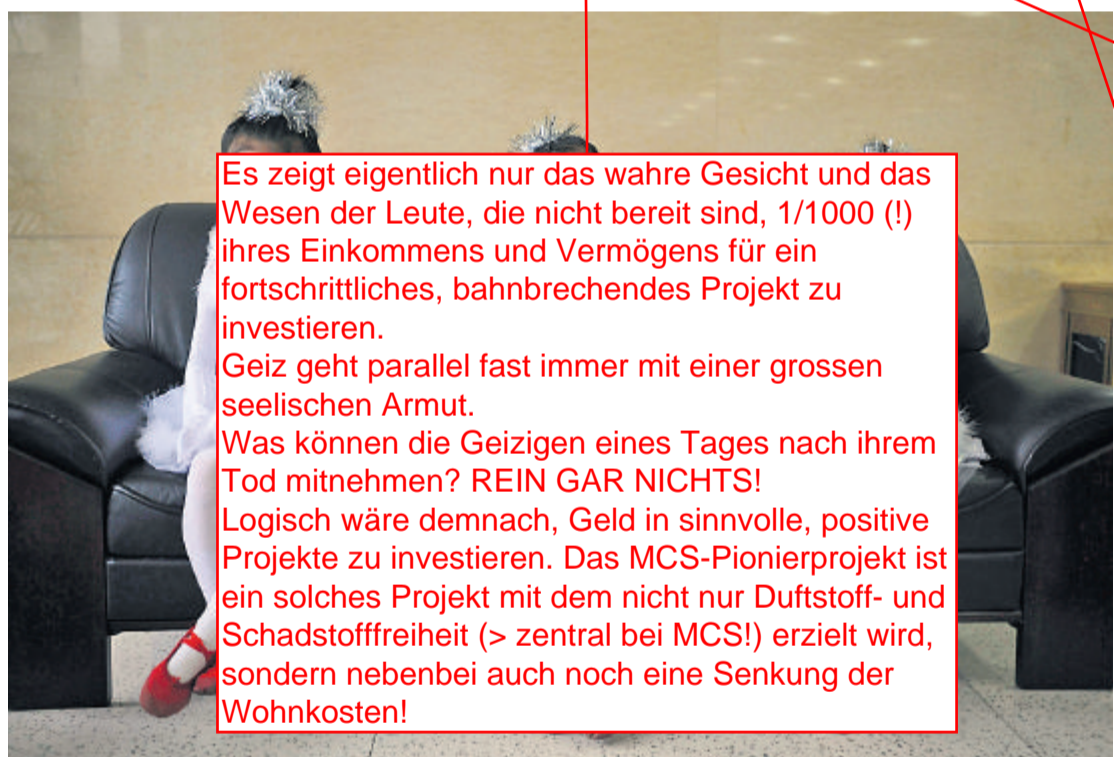 Es zeigt eigentlich nur das wahre Gesicht und das
Wesen der Leute, die nicht bereit sind, 1/1000 (!)
ihres Einkommens und Vermögens für ein
fortschrittliches, bahnbrechendes Projekt zu
investieren.
Geiz geht parallel fast immer mit einer grossen
seelischen Armut.
Was können die Geizigen eines Tages nach ihrem
Tod mitnehmen? REIN GAR NICHTS!
Logisch wäre demnach, Geld in sinnvolle, positive
Projekte zu investieren. Das MCS-Pionierprojekt ist
ein solches Projekt mit dem nicht nur Duftstoff- und
Schadstofffreiheit (> zentral bei MCS!) erzielt wird,
sondern nebenbei auch noch eine Senkung der
Wohnkosten!